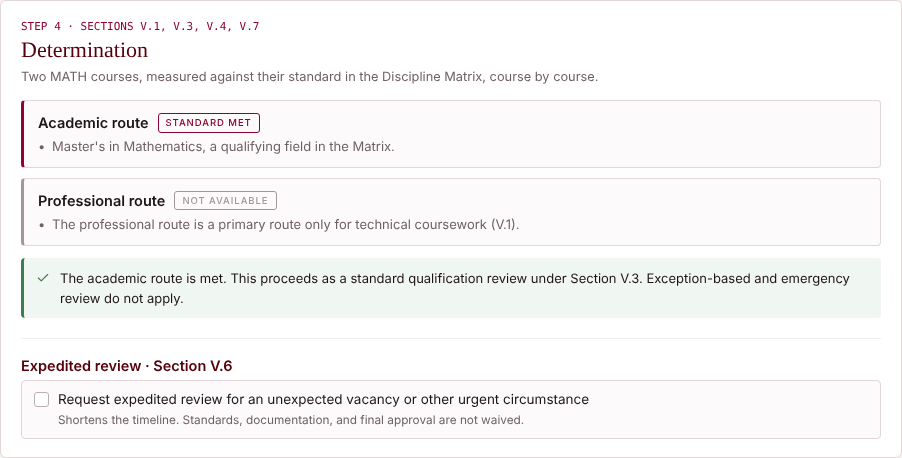 STEP 4 · SECTIONS V.1, V.3, V.4, V.7
Determination
Two MATH courses, measured against their standard in the Discipline Matrix, course by course.
Academic route STANDARD MET
• Master's in Mathematics, a qualifying field in the Matrix.
Professional route NOT AVAILABLE
• The professional route is a primary route only for technical coursework (V.1).
✓ The academic route is met. This proceeds as a standard qualification review under Section V.3. Exception-based and emergency
review do not apply.
Expedited review · Section V.6
Request expedited review for an unexpected vacancy or other urgent circumstance
Shortens the timeline. Standards, documentation, and final approval are not waived.